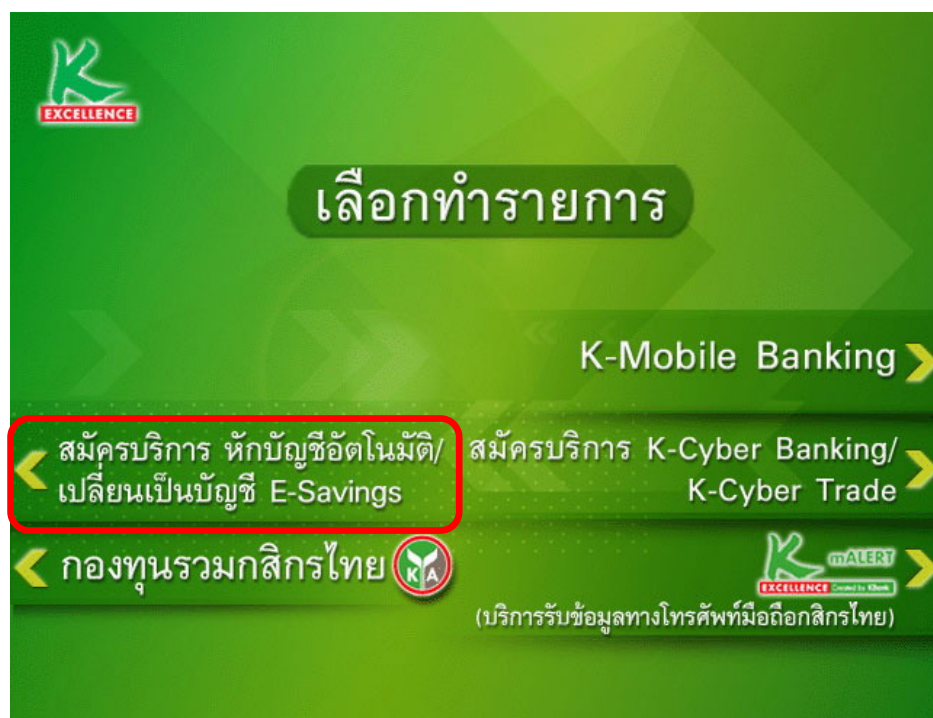 K
EXCELLENCE
เลือกทำรายการ
K-Mobile Banking
สมัครบริการ หักบัญชีอัตโนมัติ/
เปลี่ยนเป็นบัญชี E-Savings
สมัครบริการ K-Cyber Banking/
K-Cyber Trade
กองทุนรวมกสิกรไทย
K A
K mALERT
EXCELLENCE Created by KBank
(บริการรับข้อมูลทางโทรศัพท์มือถือกสิกรไทย)